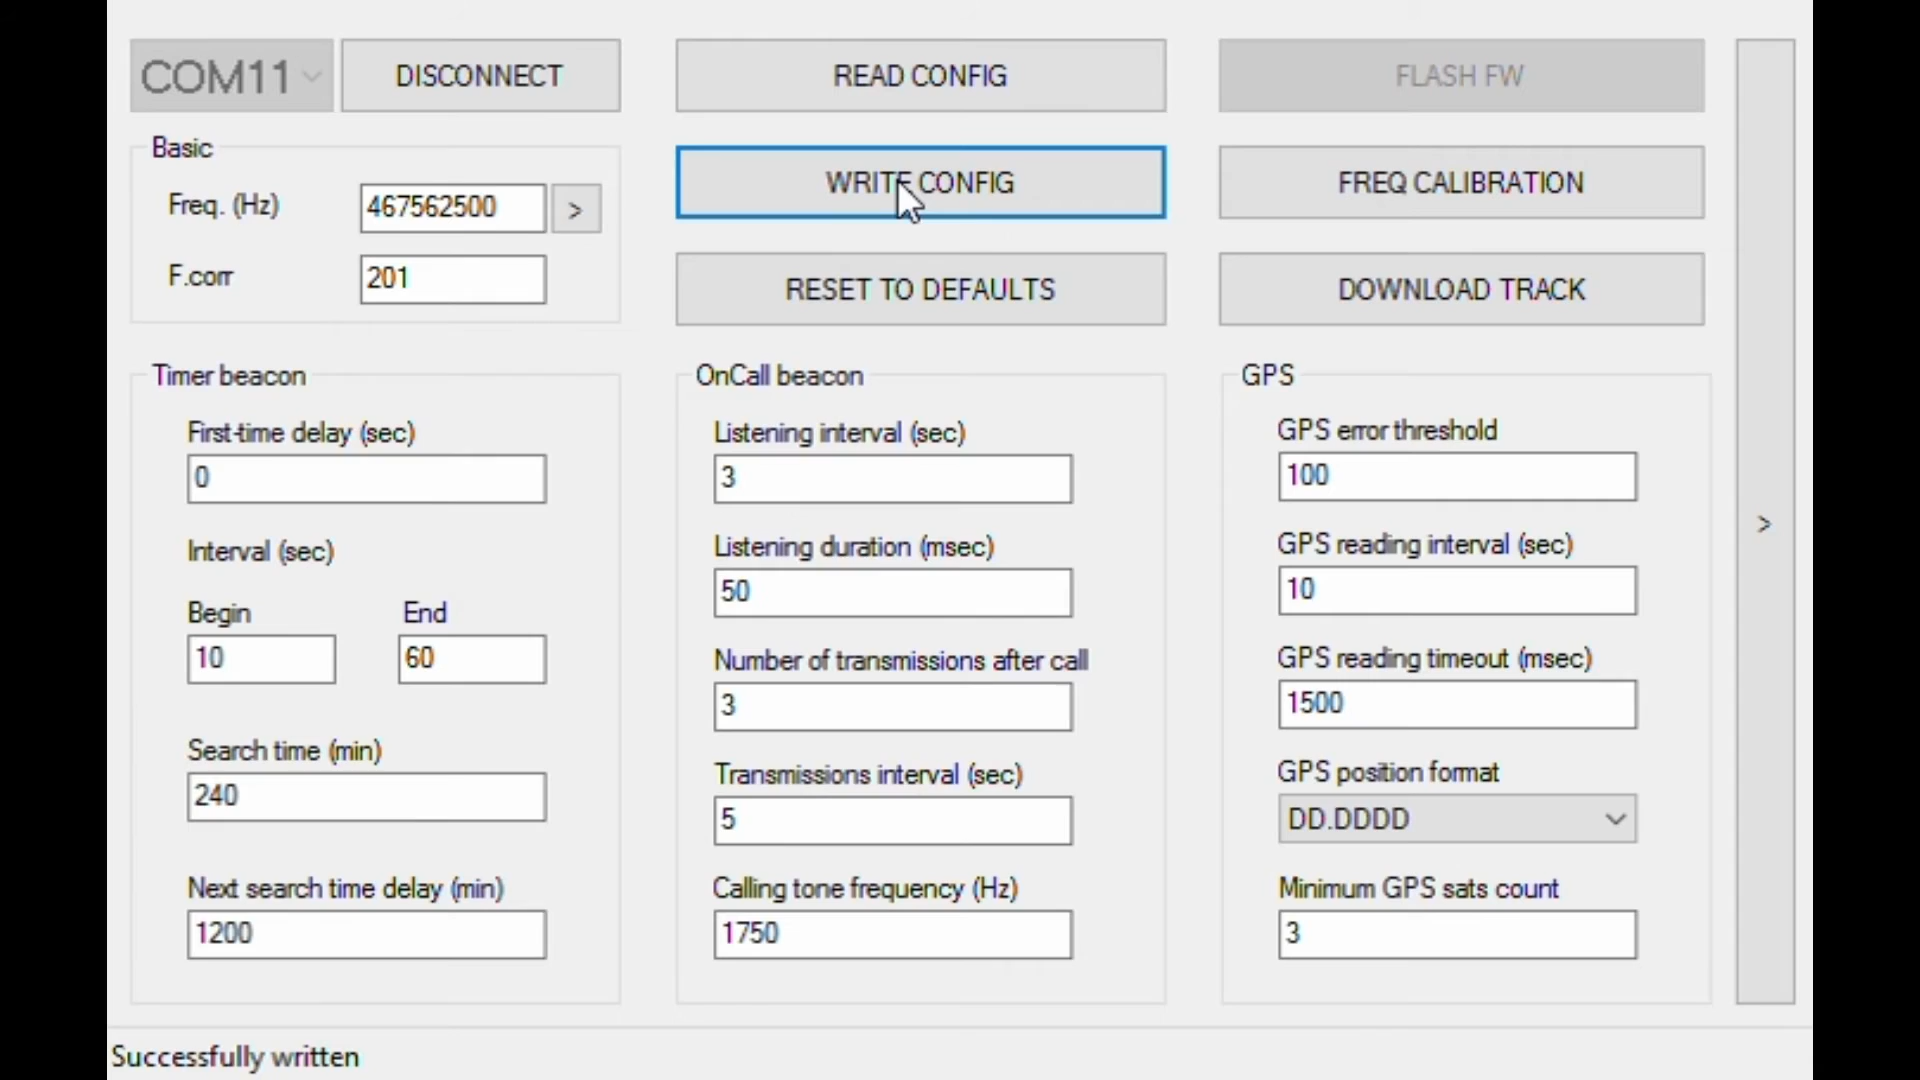 COM11 DISCONNECT READ CONFIG FLASH FW
Basic
Freq. (Hz) 467562500 > WRITE CONFIG FREQ CALIBRATION
F.corr 201 RESET TO DEFAULTS DOWNLOAD TRACK
Timer beacon
First-time delay (sec)
0
Interval (sec)
Begin End
10 60
Search time (min)
240
Next search time delay (min)
1200
OnCall beacon
Listening interval (sec)
3
Listening duration (msec)
50
Number of transmissions after call
3
Transmissions interval (sec)
5
Calling tone frequency (Hz)
1750
GPS
GPS error threshold
100
GPS reading interval (sec)
10
GPS reading timeout (msec)
1500
GPS position format
DD.DDDD
Minimum GPS sats count
3
>
Successfully written